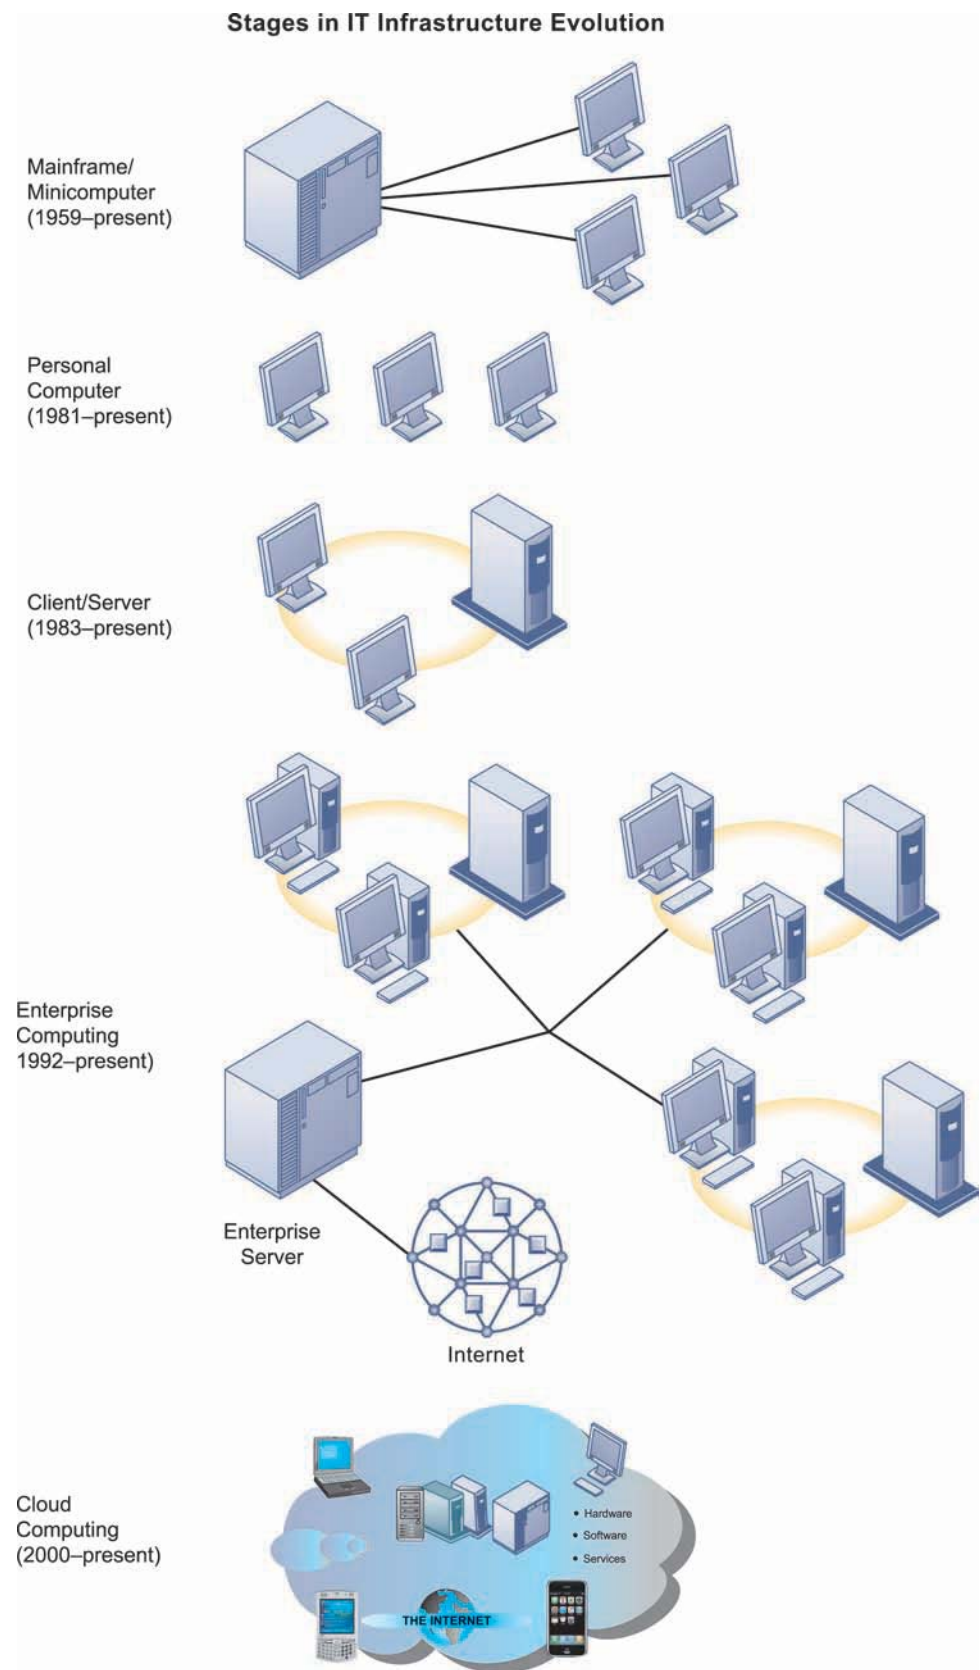 Stages in IT Infrastructure Evolution
Mainframe/
Minicomputer
(1959–present)
Personal
Computer
(1981–present)
Client/Server
(1983–present)
Enterprise
Computing
1992–present)
Enterprise
Server
Internet
Cloud
Computing
(2000–present)
• Hardware
• Software
• Services
THE INTERNET